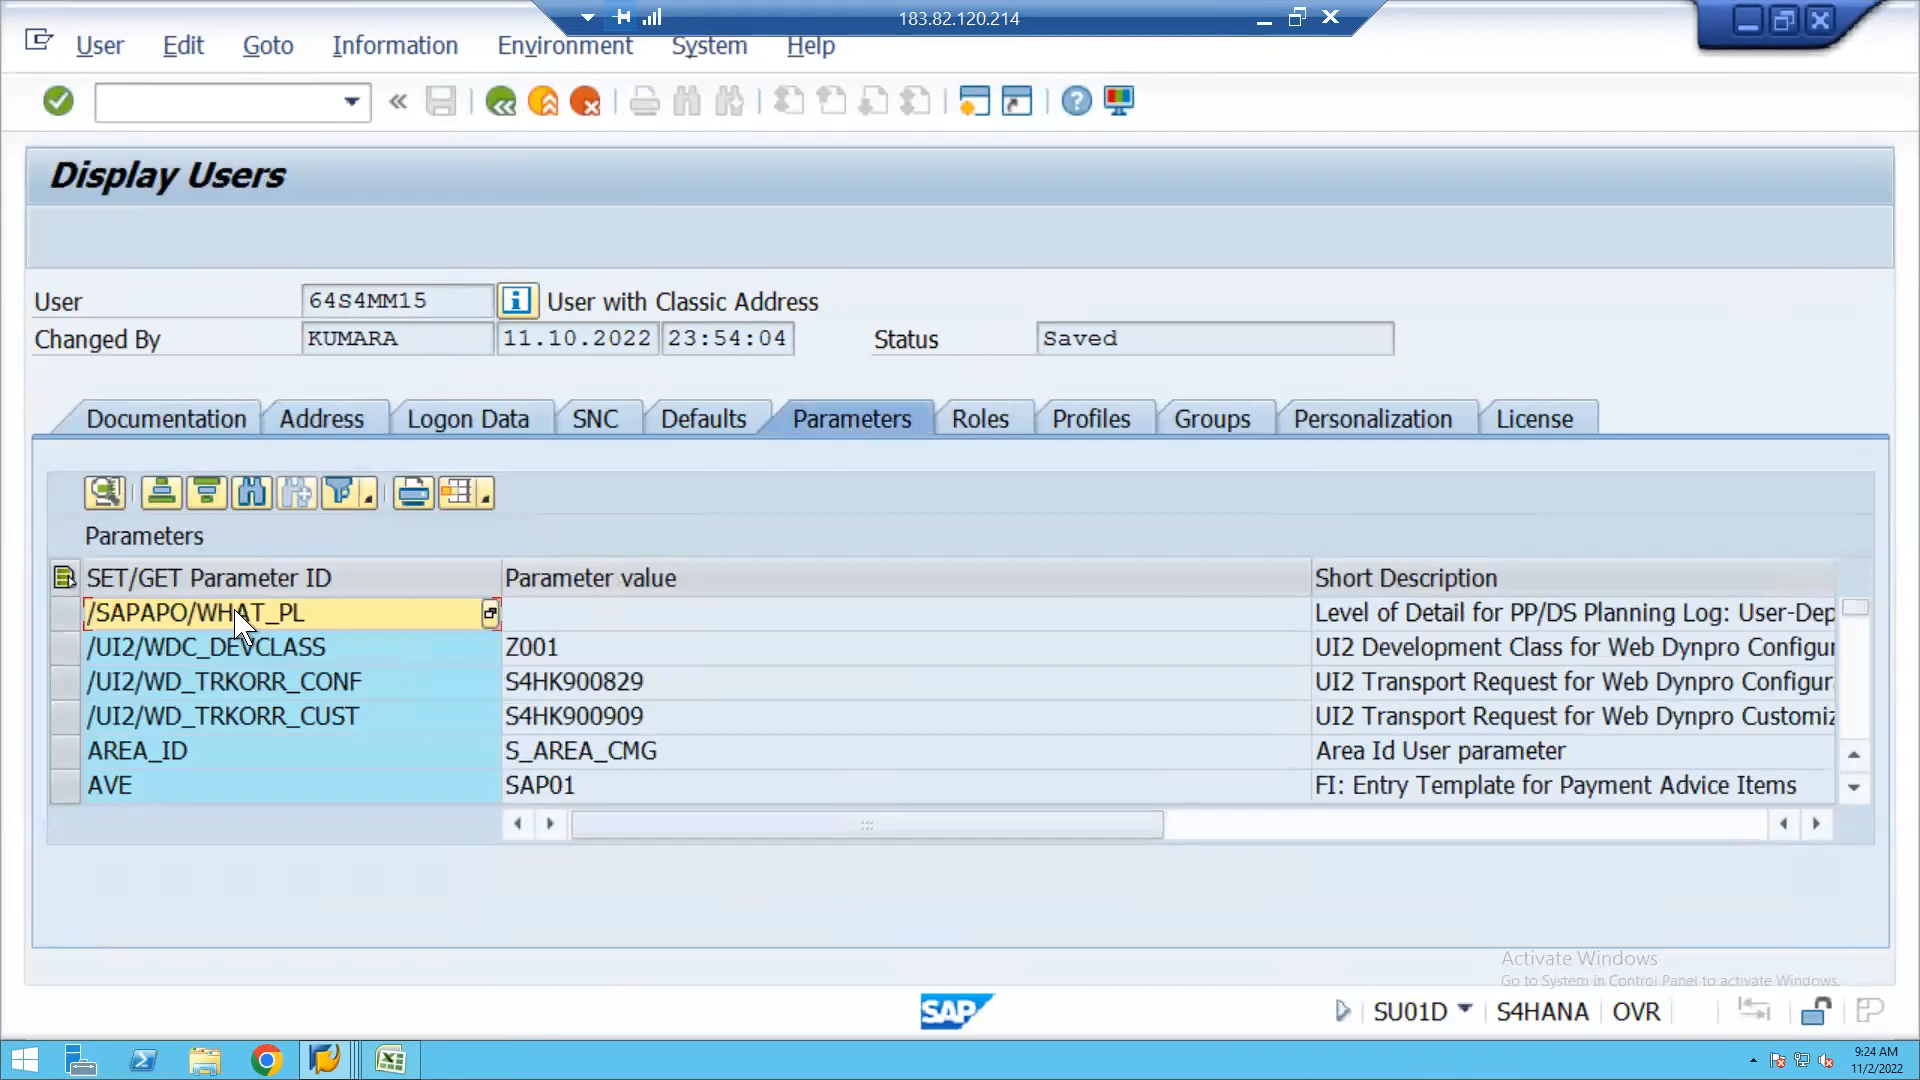 183.82.120.214
User Edit Goto Information Environment System Help
Display Users
User 64S4MM15 User with Classic Address
Changed By KUMARA 11.10.2022 23:54:04 Status Saved
Documentation Address Logon Data SNC Defaults Parameters Roles Profiles Groups Personalization License
Parameters
SET/GET Parameter ID Parameter value Short Description
/SAPAPO/WHAT_PL Level of Detail for PP/DS Planning Log: User-Dep
/UI2/WDC_DEVCLASS Z001 UI2 Development Class for Web Dynpro Configur
/UI2/WD_TRKORR_CONF S4HK900829 UI2 Transport Request for Web Dynpro Configur
/UI2/WD_TRKORR_CUST S4HK900909 UI2 Transport Request for Web Dynpro Customiz
AREA_ID S_AREA_CMG Area Id User parameter
AVE SAP01 FI: Entry Template for Payment Advice Items
Activate Windows
Go to System in Control Panel to activate Windows.
SAP SU01D S4HANA OVR
9:24 AM
11/2/2022